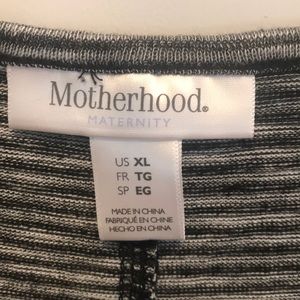 Motherhood®
MATERNITY
US XL
FR TG
SP EG
MADE IN CHINA
FABRIQUÉ EN CHINE
HECHO EN CHINA